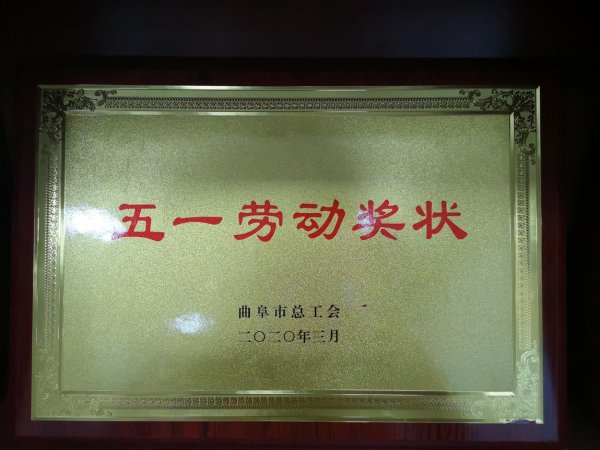 五一劳动奖状
曲阜市总工会
二〇二〇年三月